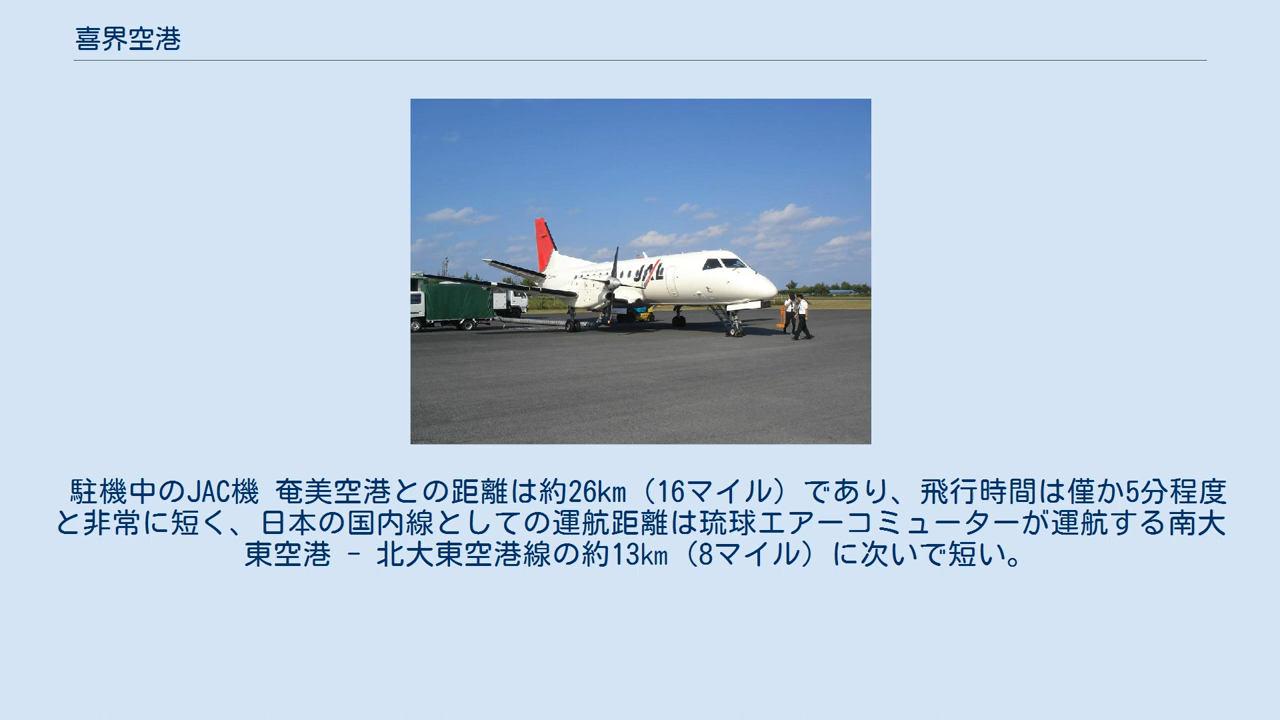 喜界空港
JAL
駐機中のJAC機 奄美空港との距離は約26km（16マイル）であり、飛行時間は僅か5分程度
と非常に短く、日本の国内線としての運航距離は琉球エアーコミューターが運航する南大
東空港 - 北大東空港線の約13km（8マイル）に次いで短い。